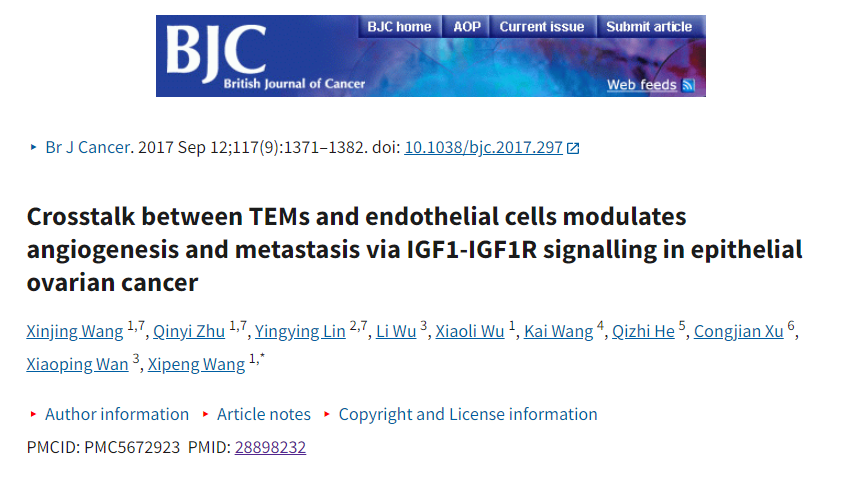 BJC home AOP Current issue Submit article
BJC
British Journal of Cancer
Web feeds
Br J Cancer. 2017 Sep 12;117(9):1371–1382. doi: 10.1038/bjc.2017.297
Crosstalk between TEMs and endothelial cells modulates
angiogenesis and metastasis via IGF1-IGF1R signalling in epithelial
ovarian cancer
Xinjing Wang 1,7, Qinyi Zhu 1,7, Yingying Lin 2,7, Li Wu 3, Xiaoli Wu 1, Kai Wang 4, Qizhi He 5, Congjian Xu 6,
Xiaoping Wan 3, Xipeng Wang 1,*
Author information Article notes Copyright and License information
PMCID: PMC5672923 PMID: 28898232